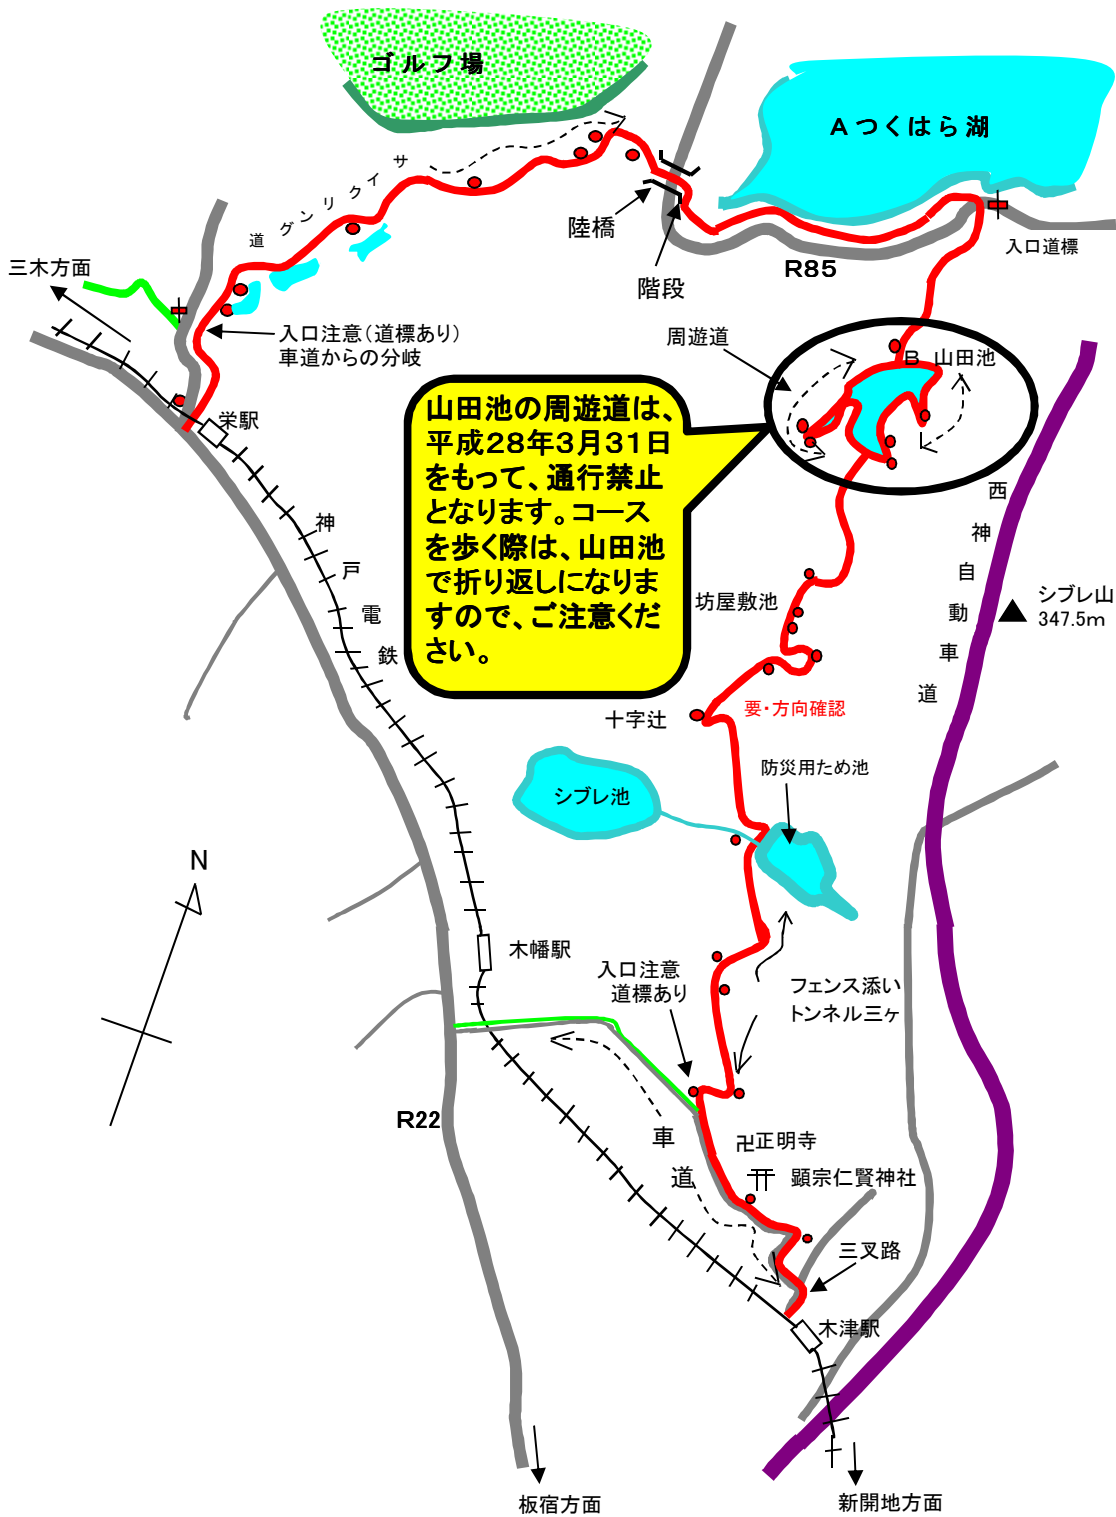 ゴルフ場
Aつくはら湖
サイクリング道
陸橋
階段
R85
入口道標
三木方面
入口注意(道標あり)
車道からの分岐
周遊道
B 山田池
栄駅
山田池の周遊道は、
平成28年3月31日
をもって、通行禁止
となります。コース
を歩く際は、山田池
で折り返しになりま
すので、ご注意くだ
さい。
神戸電鉄
西神自動車道
坊屋敷池
シブレ山
347.5m
十字辻
要・方向確認
防災用ため池
シブレ池
N
木幡駅
入口注意
道標あり
フェンス添い
トンネル三ヶ
R22
車道
卍正明寺
顕宗仁賢神社
三叉路
木津駅
板宿方面
新開地方面